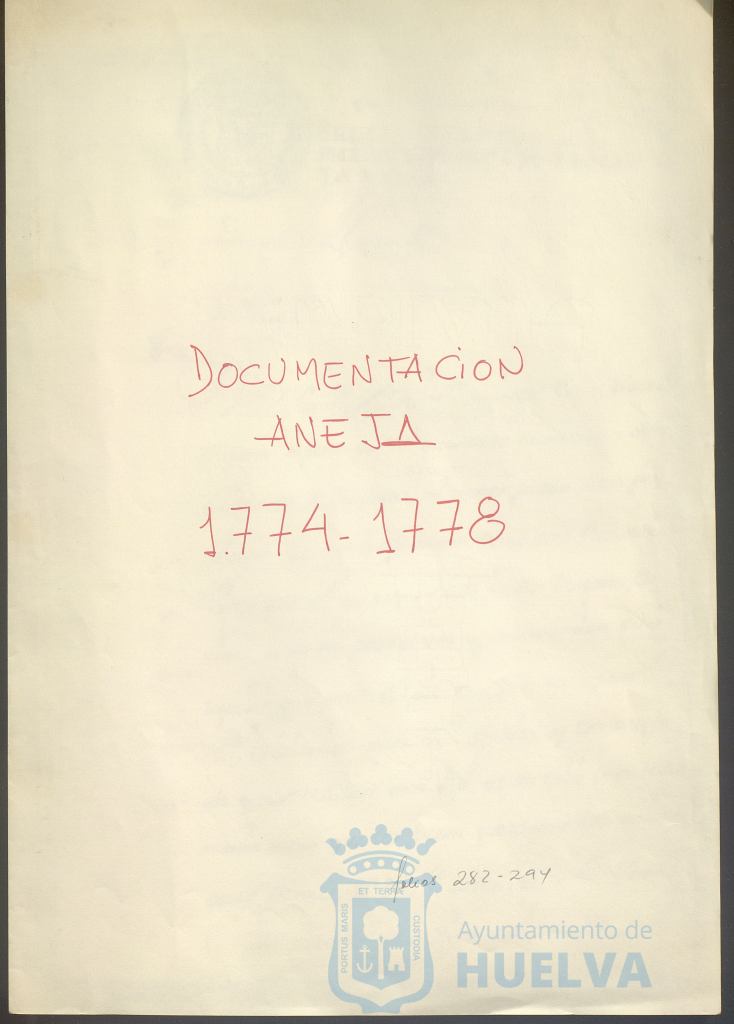 DOCUMENTACION
ANEJA
1.774-1778
folios 282-294
ET TERRA
PORTUS MARIS
CUSTODIA
Ayuntamiento de
HUELVA